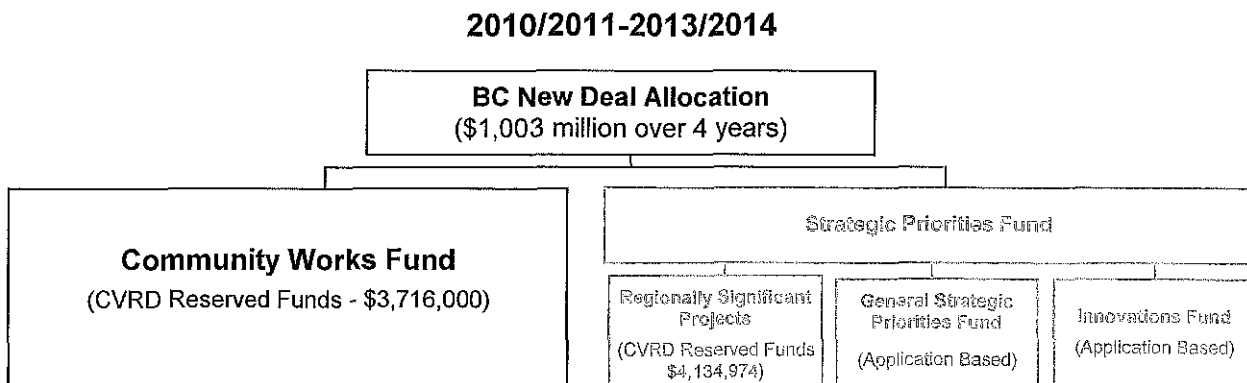 2010/2011-2013/2014
BC New Deal Allocation
($1,003 million over 4 years)
Community Works Fund
(CVRD Reserved Funds - $3,716,000)
Strategic Priorities Fund
Regionally Significant
Projects
(CVRD Reserved Funds
$4,134,974)
General Strategic
Priorities Fund
(Application Based)
Innovations Fund
(Application Based)